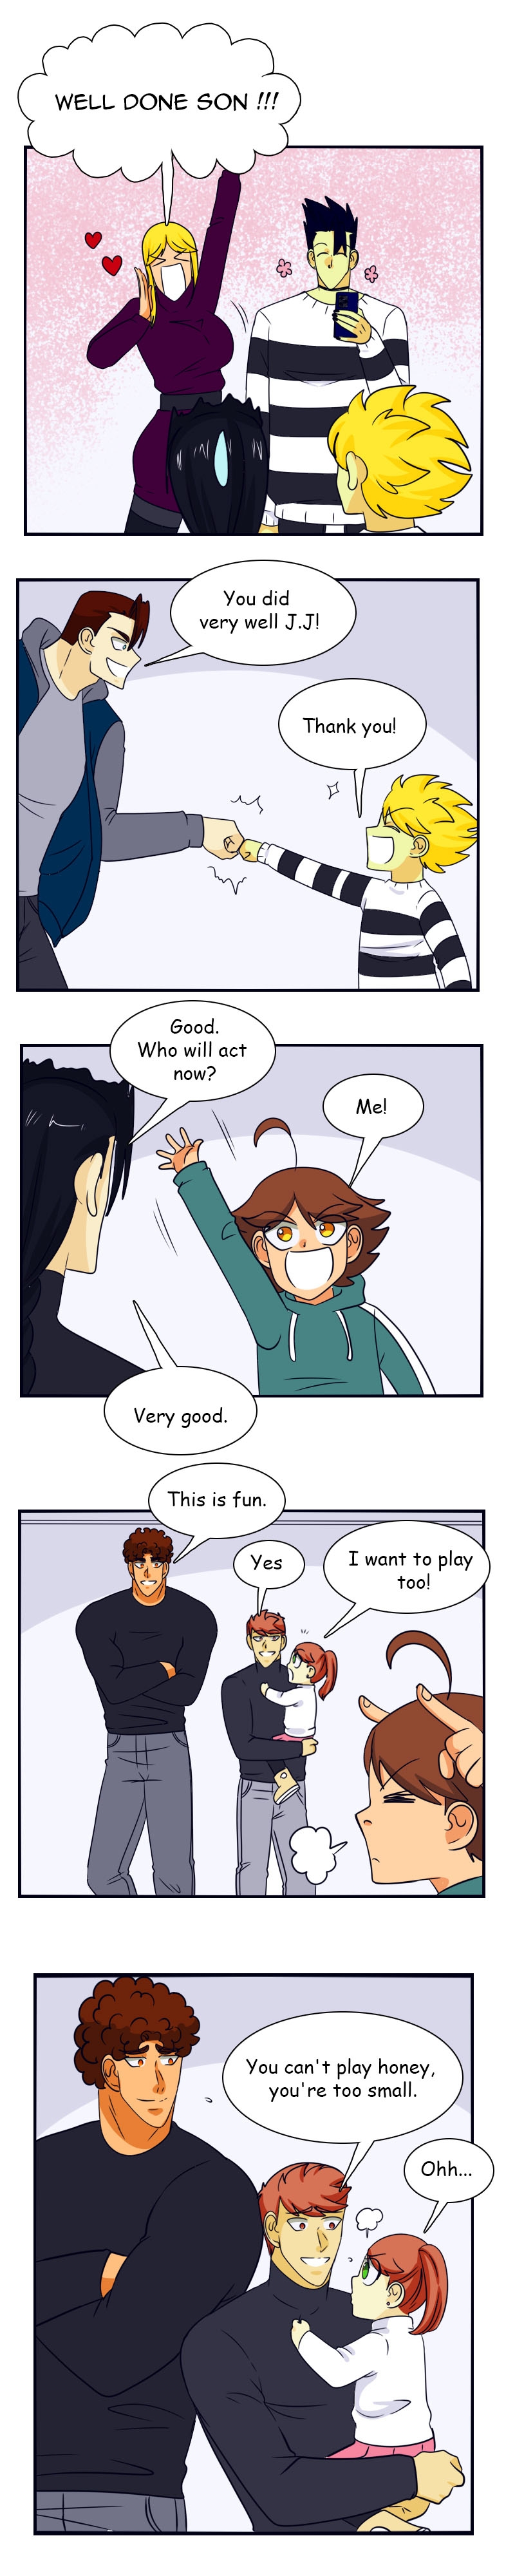 WELL DONE SON !!!
You did
very well J.J!
Thank you!
Good.
Who will act
now?
Me!
Very good.
This is fun.
Yes
I want to play
too!
You can't play honey,
you're too small.
Ohh...